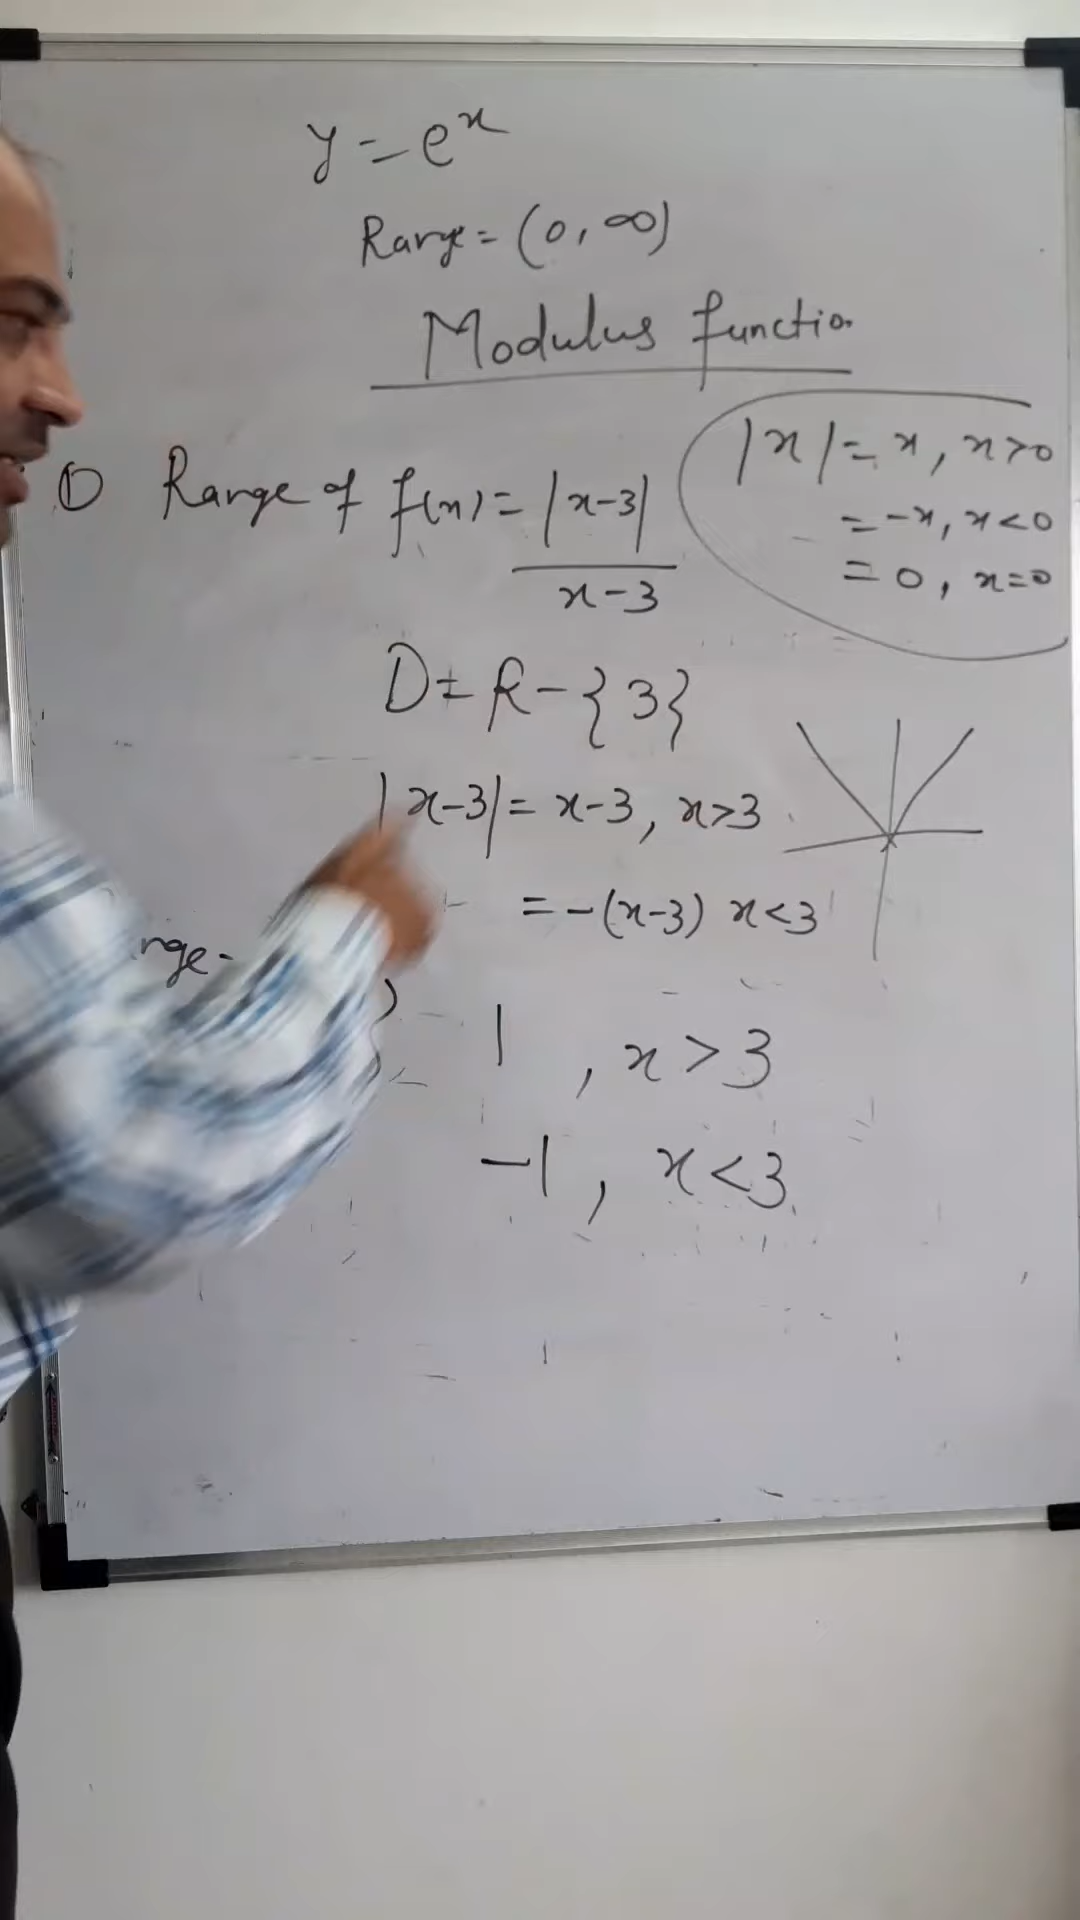 y = e^x
Range = (0, ∞)
Modulus function
① Range of f(x) = |x-3| / x-3
|x| = x, x>0
= -x, x<0
= 0, x=0
D = R - {3}
|x-3| = x-3, x>3
= -(x-3) x<3
1 , x > 3
-1 , x < 3